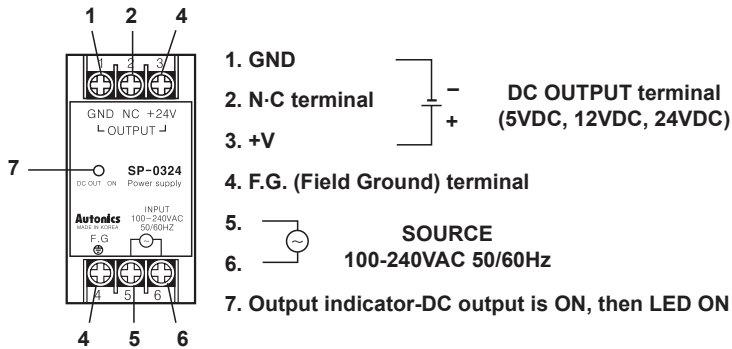 1 2 4
1 2 3
GND NC +24V
OUTPUT
7
DC OUT ON
SP-0324
Power supply
Autonics
MADE IN KOREA
INPUT
100-240VAC
50/60HZ
F.G
4 5 6
4 5 6
1. GND
2. N·C terminal
3. +V
−
+
DC OUTPUT terminal
(5VDC, 12VDC, 24VDC)
4. F.G. (Field Ground) terminal
5.
6.
SOURCE
100-240VAC 50/60Hz
7. Output indicator-DC output is ON, then LED ON